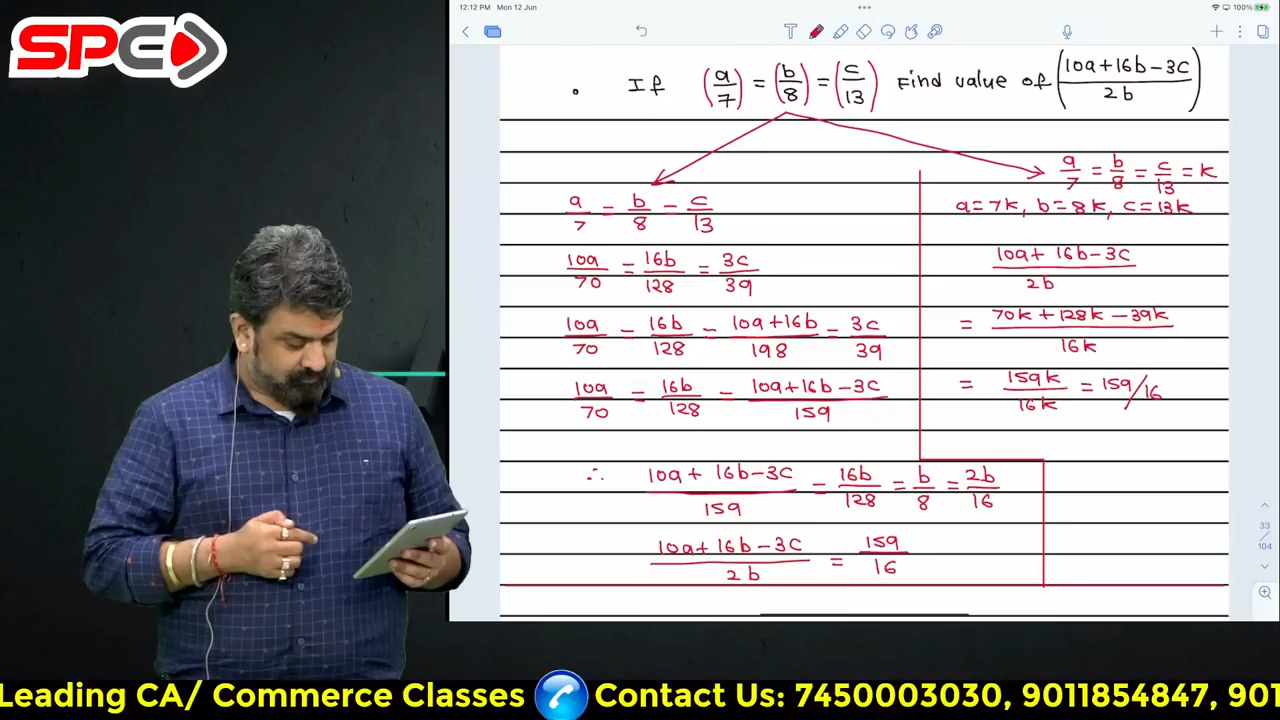 SPC
12:12 PM Mon 12 Jun
100%
. If (a/7) = (b/8) = (c/13) Find value of ((10a+16b-3c)/2b)
a/7 = b/8 = c/13 = k
a/7 = b/8 = c/13
a=7k, b=8k, c=13k
10a/70 = 16b/128 = 3c/39
(10a+16b-3c)/2b
10a/70 = 16b/128 = (10a+16b)/198 = 3c/39
= (70k+128k-39k)/16k
10a/70 = 16b/128 = (10a+16b-3c)/159
= 159k/16k = 159/16
∴ (10a+16b-3c)/159 = 16b/128 = b/8 = 2b/16
(10a+16b-3c)/2b = 159/16
33
104
Leading CA/ Commerce Classes Contact Us: 7450003030, 9011854847, 901